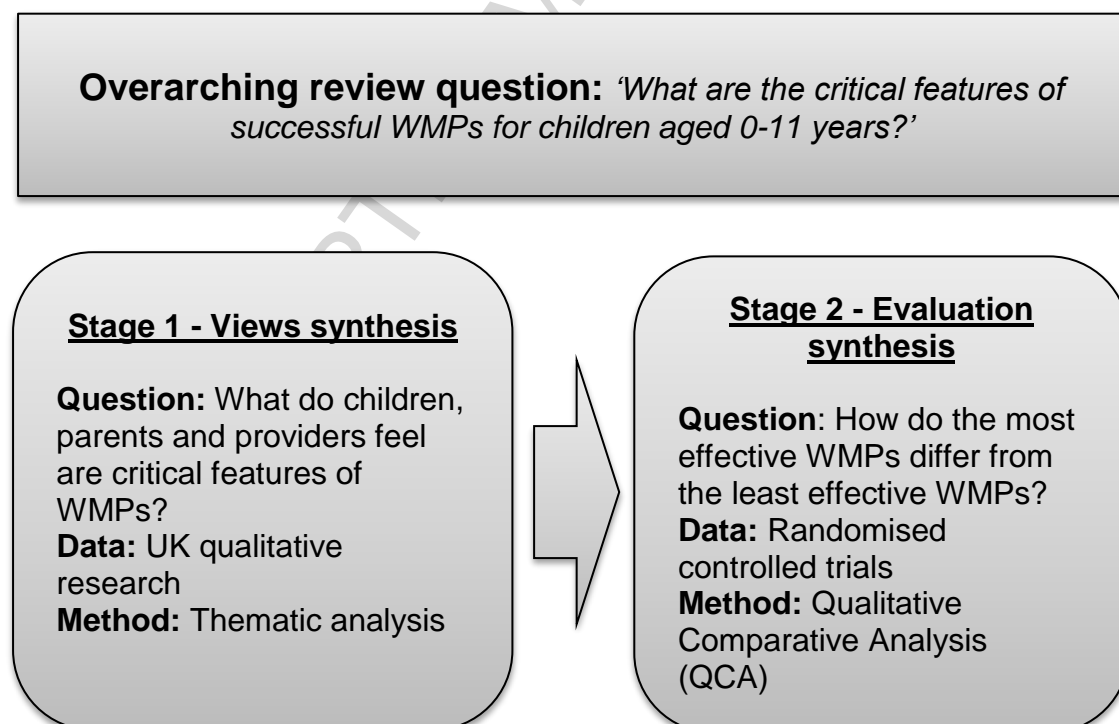 Overarching review question: ‘What are the critical features of
successful WMPs for children aged 0-11 years?’
Stage 1 - Views synthesis
Question: What do children,
parents and providers feel
are critical features of
WMPs?
Data: UK qualitative
research
Method: Thematic analysis
Stage 2 - Evaluation
synthesis
Question: How do the most
effective WMPs differ from
the least effective WMPs?
Data: Randomised
controlled trials
Method: Qualitative
Comparative Analysis
(QCA)